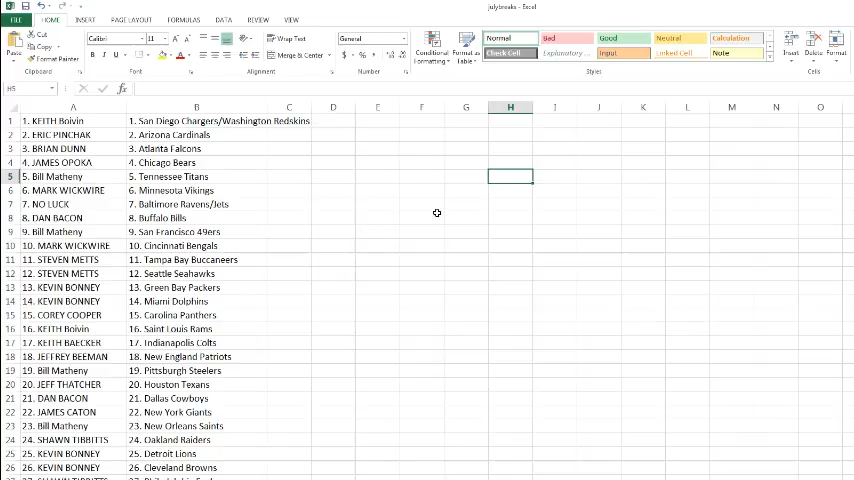 julybreaks - Excel
FILE HOME INSERT PAGE LAYOUT FORMULAS DATA REVIEW VIEW
Cut
Copy
Format Painter
Paste
Clipboard
Calibri 11
B I U
Font
Wrap Text
Merge & Center
Alignment
General
$ % ,
Number
Conditional Formatting
Format as Table
Normal Bad Good Neutral Calculation
Check Cell Explanatory ... Input Linked Cell Note
Styles
Insert Delete Format
Cells
H5
fx
A B C D E F G H I J K L M N O
1 1. KEITH Boivin 1. San Diego Chargers/Washington Redskins
2 2. ERIC PINCHAK 2. Arizona Cardinals
3 3. BRIAN DUNN 3. Atlanta Falcons
4 4. JAMES OPOKA 4. Chicago Bears
5 5. Bill Matheny 5. Tennessee Titans
6 6. MARK WICKWIRE 6. Minnesota Vikings
7 7. NO LUCK 7. Baltimore Ravens/Jets
8 8. DAN BACON 8. Buffalo Bills
9 9. Bill Matheny 9. San Francisco 49ers
10 10. MARK WICKWIRE 10. Cincinnati Bengals
11 11. STEVEN METTS 11. Tampa Bay Buccaneers
12 12. STEVEN METTS 12. Seattle Seahawks
13 13. KEVIN BONNEY 13. Green Bay Packers
14 14. KEVIN BONNEY 14. Miami Dolphins
15 15. COREY COOPER 15. Carolina Panthers
16 16. KEITH Boivin 16. Saint Louis Rams
17 17. KEITH BAECKER 17. Indianapolis Colts
18 18. JEFFREY BEEMAN 18. New England Patriots
19 19. Bill Matheny 19. Pittsburgh Steelers
20 20. JEFF THATCHER 20. Houston Texans
21 21. DAN BACON 21. Dallas Cowboys
22 22. JAMES CATON 22. New York Giants
23 23. Bill Matheny 23. New Orleans Saints
24 24. SHAWN TIBBITTS 24. Oakland Raiders
25 25. KEVIN BONNEY 25. Detroit Lions
26 26. KEVIN BONNEY 26. Cleveland Browns